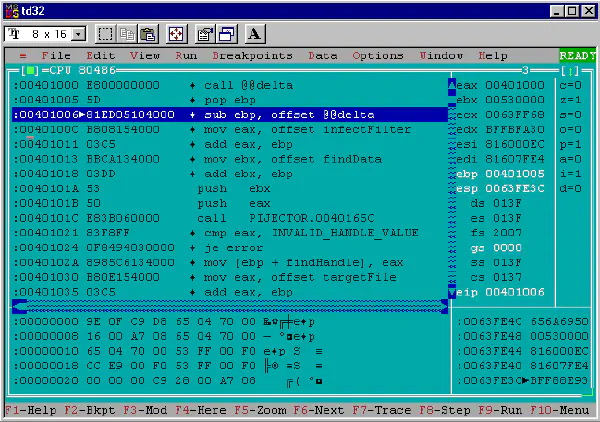 td32
8 x 16
A
≡ File Edit View Run Breakpoints Data Options Window Help READY
[■]=CPU 80486 3 [↕]
:00401000 E800000000 ♦ call @@delta eax 00401000 c=0
:00401005 5D ♦ pop ebp ebx 00530000 z=0
:00401006▶81ED05104000 ♦ sub ebp, offset @@delta ecx 0063FF68 s=0
:0040100C B808154000 ♦ mov eax, offset infectFilter edx BFFBFA30 o=0
:00401011 03C5 ♦ add eax, ebp esi 816000EC p=1
:00401013 BBCA134000 ♦ mov ebx, offset findData edi 81607FE4 a=0
:00401018 03DD ♦ add ebx, ebp ebp 00401005 i=1
:0040101A 53 push ebx esp 0063FE3C d=0
:0040101B 50 push eax ds 013F
:0040101C E83B060000 call PIJECTOR.0040165C es 013F
:00401021 83F8FF ♦ cmp eax, INVALID_HANDLE_VALUE fs 2007
:00401024 0F8494030000 ♦ je error gs 0000
:0040102A 8985C6134000 ♦ mov [ebp + findHandle], eax ss 013F
:00401030 B80E154000 ♦ mov eax, offset targetFile cs 0137
:00401035 03C5 ♦ add eax, ebp eip 00401006
:00000000 9E 0F C9 D8 65 04 70 00 :0063FE4C 656A6950
:00000008 16 00 A7 08 65 04 70 00 :0063FE48 00530000
:00000010 65 04 70 00 53 FF 00 F0 e♦p S ≡ :0063FE44 816000EC
:00000018 CC E9 00 F0 53 FF 00 F0 :0063FE40 81607FE4
:00000020 00 00 00 C9 28 00 A7 08 :0063FE3C▶BFF88E93
F1-Help F2-Bkpt F3-Mod F4-Here F5-Zoom F6-Next F7-Trace F8-Step F9-Run F10-Menu